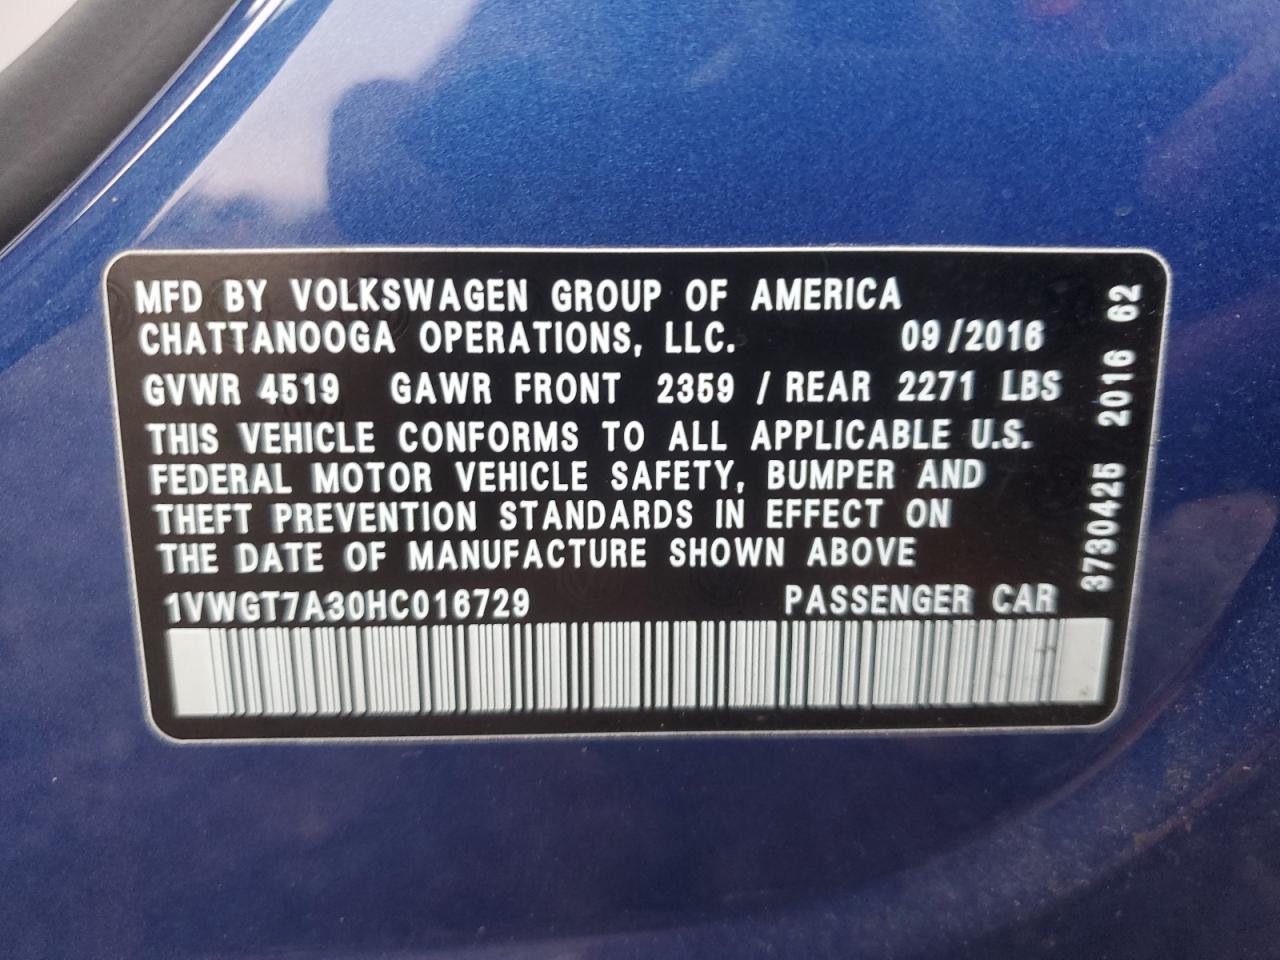 MFD BY VOLKSWAGEN GROUP OF AMERICA
CHATTANOOGA OPERATIONS, LLC. 09/2016
GVWR 4519 GAWR FRONT 2359 / REAR 2271 LBS
THIS VEHICLE CONFORMS TO ALL APPLICABLE U.S.
FEDERAL MOTOR VEHICLE SAFETY, BUMPER AND
THEFT PREVENTION STANDARDS IN EFFECT ON
THE DATE OF MANUFACTURE SHOWN ABOVE
1VWGT7A30HC016729 PASSENGER CAR
3730425 2016 62